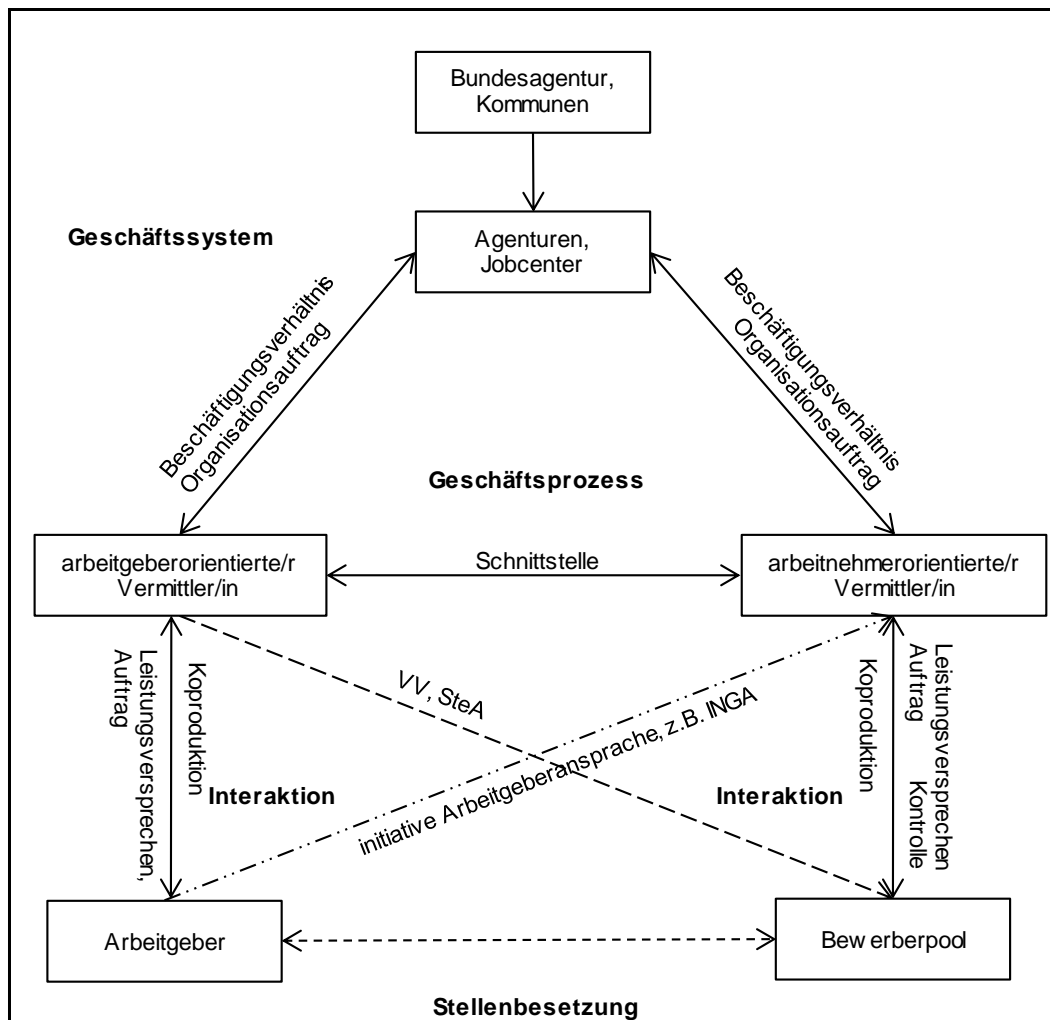 Bundesagentur,
Kommunen
Geschäftssystem
Agenturen,
Jobcenter
Beschäftigungsverhältnis
Organisationsauftrag
Beschäftigungsverhältnis
Organisationsauftrag
Geschäftsprozess
arbeitgeberorientierte/r
Vermittler/in
Schnittstelle
arbeitnehmerorientierte/r
Vermittler/in
Leistungsversprechen,
Auftrag
Koproduktion
VV, SteA
initiative Arbeitgeberansprache, z.B. INGA
Koproduktion
Auftrag
Kontrolle
Leistungsversprechen
Interaktion
Interaktion
Arbeitgeber
Bewerberpool
Stellenbesetzung